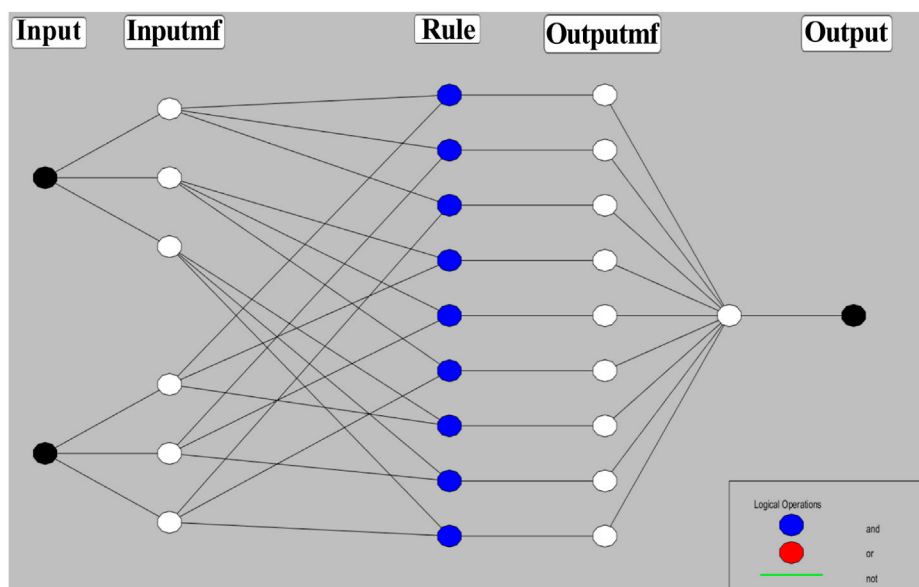 Input
Inputmf
Rule
Outputmf
Output
Logical Operations
and
or
not